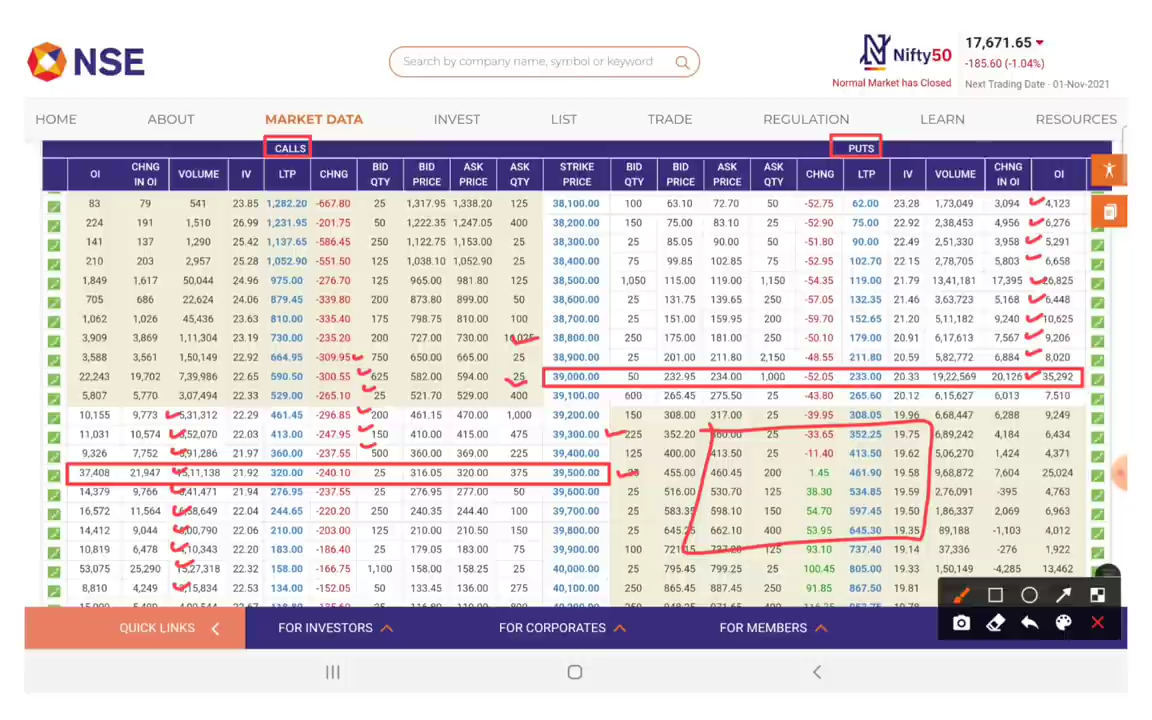 NSE
Search by company name, symbol or keyword
Nifty50
17,671.65
-185.60 (-1.04%)
Normal Market has Closed
Next Trading Date - 01-Nov-2021
HOME ABOUT MARKET DATA INVEST LIST TRADE REGULATION LEARN RESOURCES
CALLS PUTS
OI CHNG IN OI VOLUME IV LTP CHNG BID QTY BID PRICE ASK PRICE ASK QTY STRIKE PRICE BID QTY BID PRICE ASK PRICE ASK QTY CHNG LTP IV VOLUME CHNG IN OI OI
83 79 541 23.85 1,282.20 -667.80 25 1,317.95 1,338.20 125 38,100.00 100 63.10 72.70 50 -52.75 62.00 23.28 1,73,049 3,094 4,123
224 191 1,510 26.99 1,231.95 -201.75 50 1,222.35 1,247.05 400 38,200.00 150 75.00 83.10 25 -52.90 75.00 22.92 2,38,453 4,956 6,276
141 137 1,290 25.42 1,137.65 -586.45 250 1,122.75 1,153.00 25 38,300.00 25 85.05 90.00 50 -51.80 90.00 22.49 2,51,330 3,958 5,291
210 203 2,957 25.28 1,052.90 -551.50 125 1,038.10 1,052.90 25 38,400.00 75 99.85 102.85 75 -52.95 102.70 22.15 2,78,705 5,803 6,658
1,849 1,617 50,044 24.96 975.00 -276.70 125 965.00 981.80 125 38,500.00 1,050 115.00 119.00 1,150 -54.35 119.00 21.79 13,41,181 17,395 26,825
705 686 22,624 24.06 879.45 -339.80 200 873.80 899.00 50 38,600.00 25 131.75 139.65 250 -57.05 132.35 21.46 3,63,723 5,168 6,448
1,062 1,026 45,436 23.63 810.00 -335.40 175 798.75 810.00 100 38,700.00 25 151.00 159.95 200 -59.70 152.65 21.20 5,11,182 9,240 10,625
3,909 3,869 1,11,304 23.19 730.00 -235.20 200 727.00 730.00 38,800.00 250 175.00 181.00 250 -50.10 179.00 20.91 6,17,613 7,567 9,206
3,588 3,561 1,50,149 22.92 664.95 -309.95 750 650.00 665.00 25 38,900.00 25 201.00 211.80 2,150 -48.55 211.80 20.59 5,82,772 6,884 8,020
22,243 19,702 7,39,986 22.65 590.50 -300.55 625 582.00 594.00 25 39,000.00 50 232.95 234.00 1,000 -52.05 233.00 20.33 19,22,569 20,126 35,292
5,807 5,770 3,07,494 22.33 529.00 -265.10 25 521.70 529.00 400 39,100.00 600 265.45 275.50 25 -43.80 265.60 20.12 6,15,627 6,013 7,510
10,155 9,773 5,31,312 22.29 461.45 -296.85 200 461.15 470.00 1,000 39,200.00 150 308.00 317.00 25 -39.95 308.05 19.96 6,68,447 6,288 9,249
11,031 10,574 22.03 413.00 -247.95 150 410.00 415.00 475 39,300.00 225 352.20 25 -33.65 352.25 19.75 6,89,242 4,184 6,434
9,326 7,752 21.97 360.00 -237.55 500 360.00 369.00 225 39,400.00 125 400.00 413.50 25 -11.40 413.50 19.62 5,06,270 1,424 4,371
37,408 21,947 21.92 320.00 -240.10 25 316.05 320.00 375 39,500.00 455.00 460.45 200 1.45 461.90 19.58 9,68,872 7,604 25,024
14,379 9,766 21.94 276.95 -237.55 25 276.95 277.00 50 39,600.00 25 516.00 530.70 125 38.30 534.85 19.59 2,76,091 -395 4,763
16,572 11,564 22.04 244.65 -220.20 250 240.35 244.40 100 39,700.00 25 583.35 598.10 150 54.70 597.45 19.50 1,86,337 2,069 6,963
14,412 9,044 22.06 210.00 -203.00 125 210.00 210.50 150 39,800.00 25 662.10 400 53.95 645.30 19.35 89,188 -1,103 4,012
10,819 6,478 22.20 183.00 -186.40 25 179.05 183.00 75 39,900.00 100 125 93.10 737.40 19.14 37,336 -276 1,922
53,075 25,290 22.32 158.00 -166.75 1,100 158.00 158.25 25 40,000.00 25 795.45 799.25 25 100.45 805.00 19.33 1,50,149 -4,285 13,462
8,810 4,249 22.53 134.00 -152.05 50 133.45 136.00 275 40,100.00 250 865.45 887.45 250 91.85 867.50 19.81
QUICK LINKS FOR INVESTORS FOR CORPORATES FOR MEMBERS